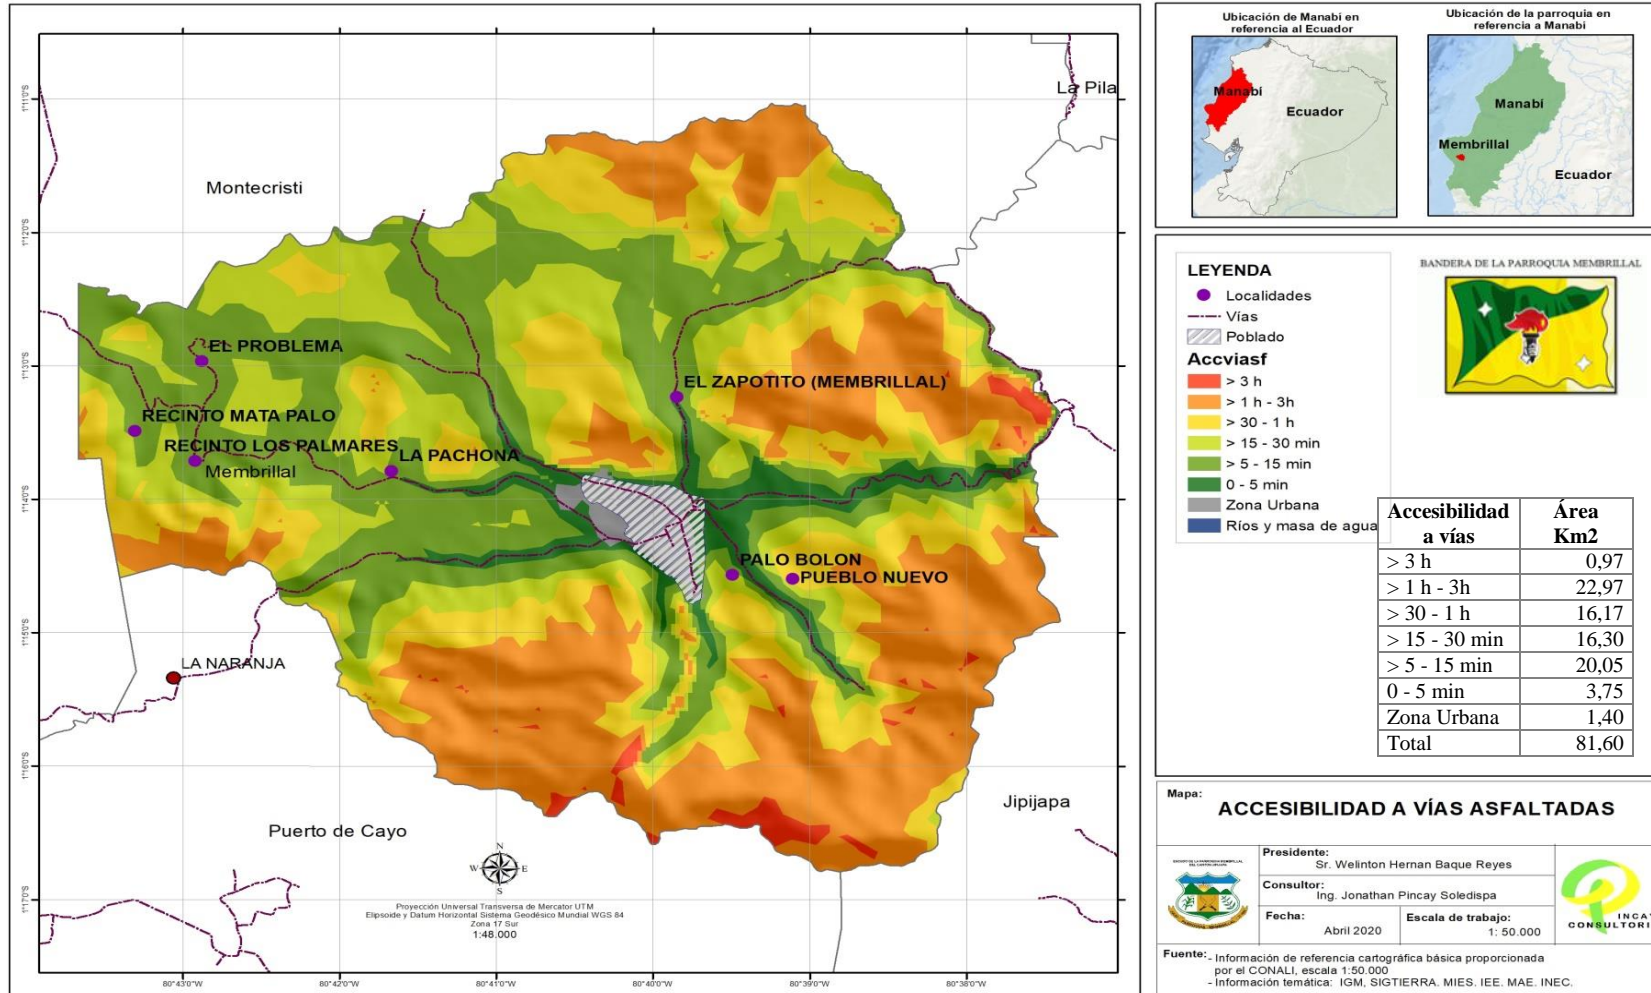 La Pila
Montecristi
EL PROBLEMA
EL ZAPOTITO (MEMBRILLAL)
RECINTO MATA PALO
RECINTO LOS PALMARES
LA PACHONA
Membrillal
PALO BOLON
PUEBLO NUEVO
LA NARANJA
Jipijapa
Puerto de Cayo
N
W E
S
Proyección Universal Transversa de Mercator UTM
Elipsoide y Datum Horizontal Sistema Geodésico Mundial WGS 84
Zona 17 Sur
1:48.000
1°11'0"S
1°12'0"S
1°13'0"S
1°14'0"S
1°15'0"S
1°16'0"S
1°17'0"S
80°43'0"W
80°42'0"W
80°41'0"W
80°40'0"W
80°39'0"W
80°38'0"W
Ubicación de Manabí en
referencia al Ecuador
Manabí
Ecuador
Ubicación de la parroquia en
referencia a Manabi
Manabí
Membrillal
Ecuador
LEYENDA
Localidades
Vías
Poblado
Accviasf
> 3 h
> 1 h - 3h
> 30 - 1 h
> 15 - 30 min
> 5 - 15 min
0 - 5 min
Zona Urbana
Ríos y masa de agua
BANDERA DE LA PARROQUIA MEMBRILLAL
Accesibilidad a vías Área Km2
> 3 h 0,97
> 1 h - 3h 22,97
> 30 - 1 h 16,17
> 15 - 30 min 16,30
> 5 - 15 min 20,05
0 - 5 min 3,75
Zona Urbana 1,40
Total 81,60
Mapa:
ACCESIBILIDAD A VÍAS ASFALTADAS
Presidente:
Sr. Welinton Hernan Baque Reyes
Consultor:
Ing. Jonathan Pincay Soledispa
Fecha:
Abril 2020
Escala de trabajo:
1: 50.000
INCAY
CONSULTORI
Fuente: - Información de referencia cartográfica básica proporcionada
por el CONALI, escala 1:50.000
- Información temática: IGM, SIGTIERRA. MIES. IEE. MAE. INEC.